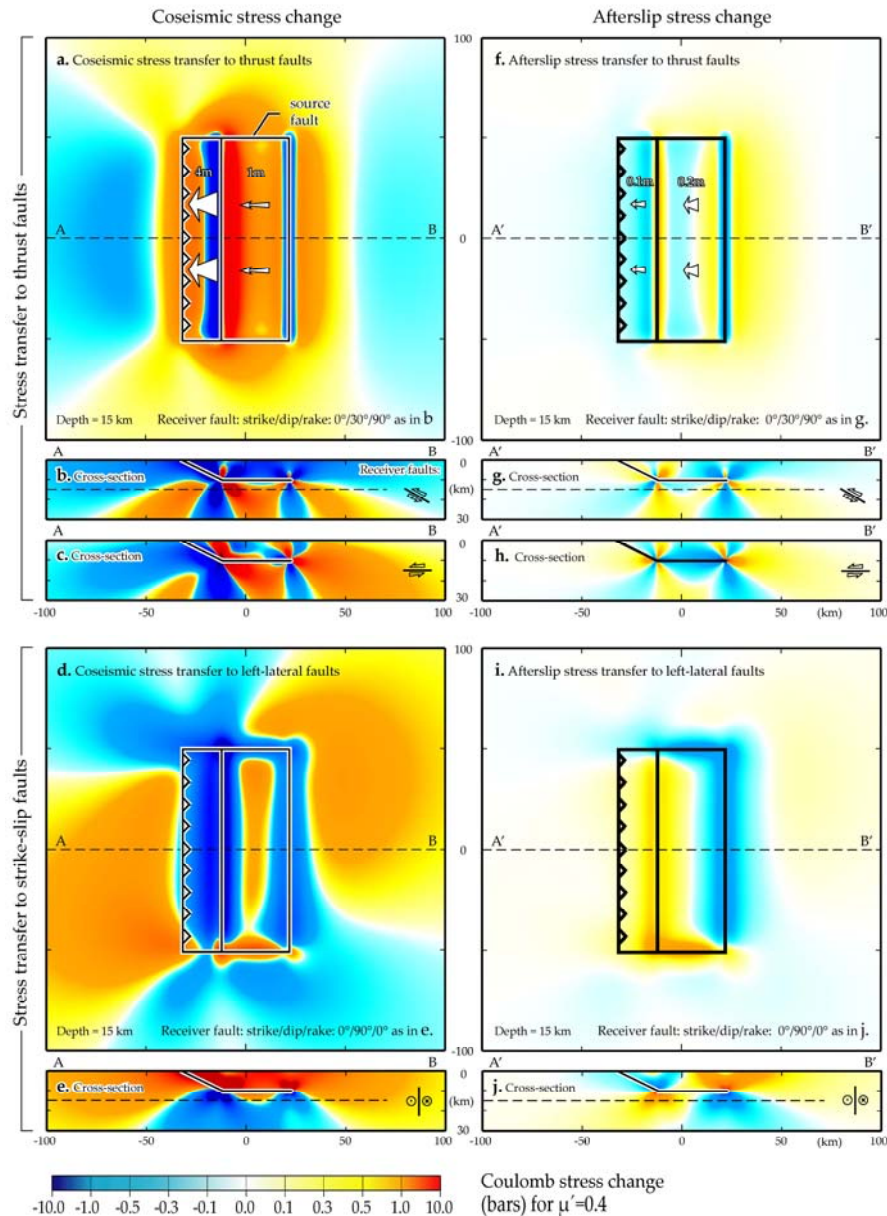 Coseismic stress change
Afterslip stress change
Stress transfer to thrust faults
a. Coseismic stress transfer to thrust faults
source
fault
4m
1m
A
B
0
Depth = 15 km
Receiver fault: strike/dip/rake: 0°/30°/90° as in b
100
f. Afterslip stress transfer to thrust faults
0.1m
0.2m
A′
B′
Depth = 15 km
Receiver fault: strike/dip/rake: 0°/30°/90° as in g.
-100
A
B
b. Cross-section
Receiver faults:
0
(km)
30
A′
B′
g. Cross-section
A
B
c. Cross-section
0
30
-100
-50
0
50
100
A′
B′
h. Cross-section
-50
0
50
(km)
100
Stress transfer to strike-slip faults
d. Coseismic stress transfer to left-lateral faults
A
B
0
Depth = 15 km
Receiver fault: strike/dip/rake: 0°/90°/0° as in e.
100
i. Afterslip stress transfer to left-lateral faults
A′
B′
Depth = 15 km
Receiver fault: strike/dip/rake: 0°/90°/0° as in j.
-100
A
B
e. Cross-section
0
(km)
30
-100
-50
0
50
100
A′
B′
j. Cross-section
-50
0
50
(km)
100
-10.0 -1.0 -0.5 -0.3 -0.1 0.0 0.1 0.3 0.5 1.0 10.0
Coulomb stress change
(bars) for µ′=0.4